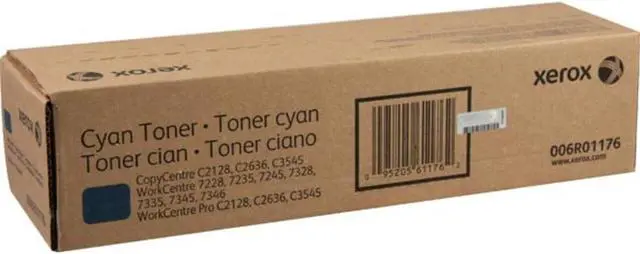 xerox
xerox
Cyan Toner • Toner cyan
Toner cian • Toner ciano
CopyCentre C2128, C2636, C3545
WorkCentre 7228, 7235, 7245, 7328,
7335, 7345, 7346
WorkCentre Pro C2128, C2636, C3545
0 95205 61176 2
006R01176
www.xerox.com